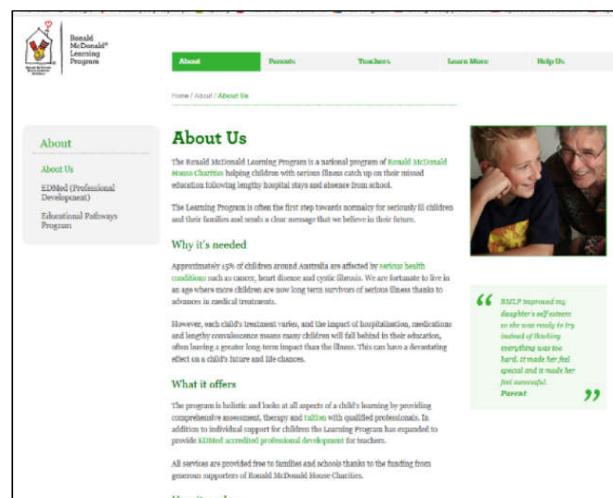 Ronald
McDonald®
Learning
Program
About
Parents
Teachers
Learn More
Help Us
Home / About / About Us
About
About Us
EDMed (Professional
Development)
Educational Pathways
Program
About Us
The Ronald McDonald Learning Program is a national program of Ronald McDonald
House Charities helping children with serious illness catch up on their missed
education following lengthy hospital stays and absence from school.
The Learning Program is often the first step towards normalcy for seriously ill children
and their families and sends a clear message that we believe in their future.
Why it's needed
Approximately 15% of children around Australia are affected by serious health
conditions such as cancer, heart disease and cystic fibrosis. We are fortunate to live in
an age where more children are now long term survivors of serious illness thanks to
advances in medical treatments.
However, each child's treatment varies, and the impact of hospitalisation, medications
and lengthy convalescence means many children will fall behind in their education,
often leaving a greater long-term impact than the illness. This can have a devastating
effect on a child's future and life chances.
What it offers
The program is holistic and looks at all aspects of a child's learning by providing
comprehensive assessment, therapy and tuition with qualified professionals. In
addition to individual support for children the Learning Program has expanded to
provide EDMed accredited professional development for teachers.
All services are provided free to families and schools thanks to the funding from
generous supporters of Ronald McDonald House Charities.
“ RMLP improved my
daughter's self esteem
so she was ready to try
instead of thinking
everything was too
hard. it made her feel
special and it made her
feel successful.
Parent ”